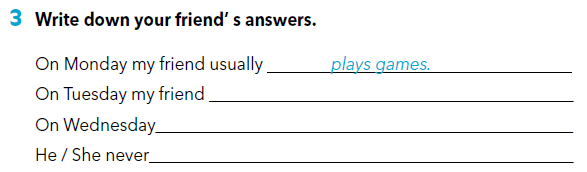 3 Write down your friend' s answers.
On Monday my friend usually plays games.
On Tuesday my friend
On Wednesday
He / She never